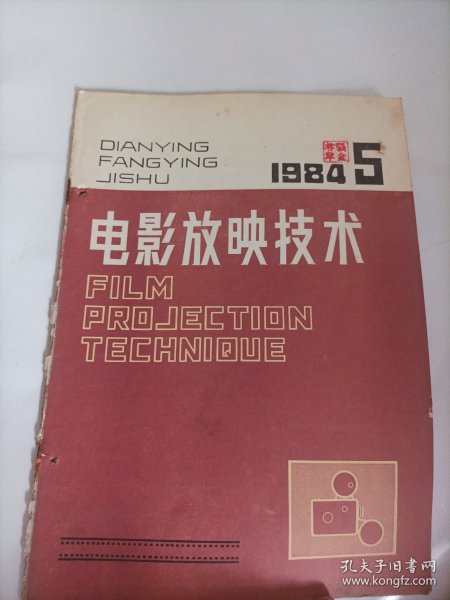 DIANYING
FANGYING
JISHU
1984 5
电影放映技术
FILM
PROJECTION
TECHNIQUE
孔夫子旧书网
www.kongfz.com